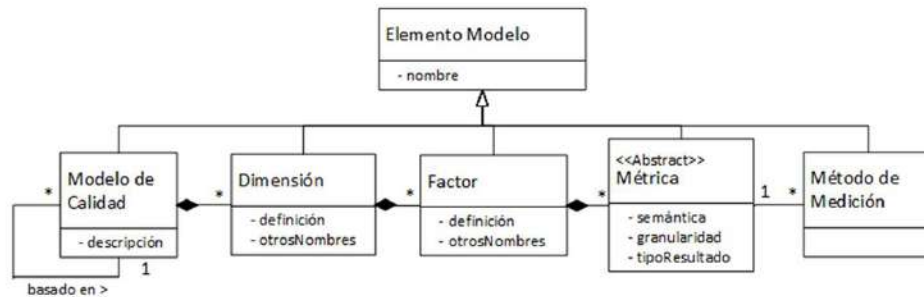 Elemento Modelo
- nombre
Modelo de
Calidad
- descripción
*
1
basado en >
*
Dimensión
- definición
- otrosNombres
*
Factor
- definición
- otrosNombres
*
<<Abstract>>
Métrica
- semántica
- granularidad
- tipoResultado
1
*
Método de
Medición